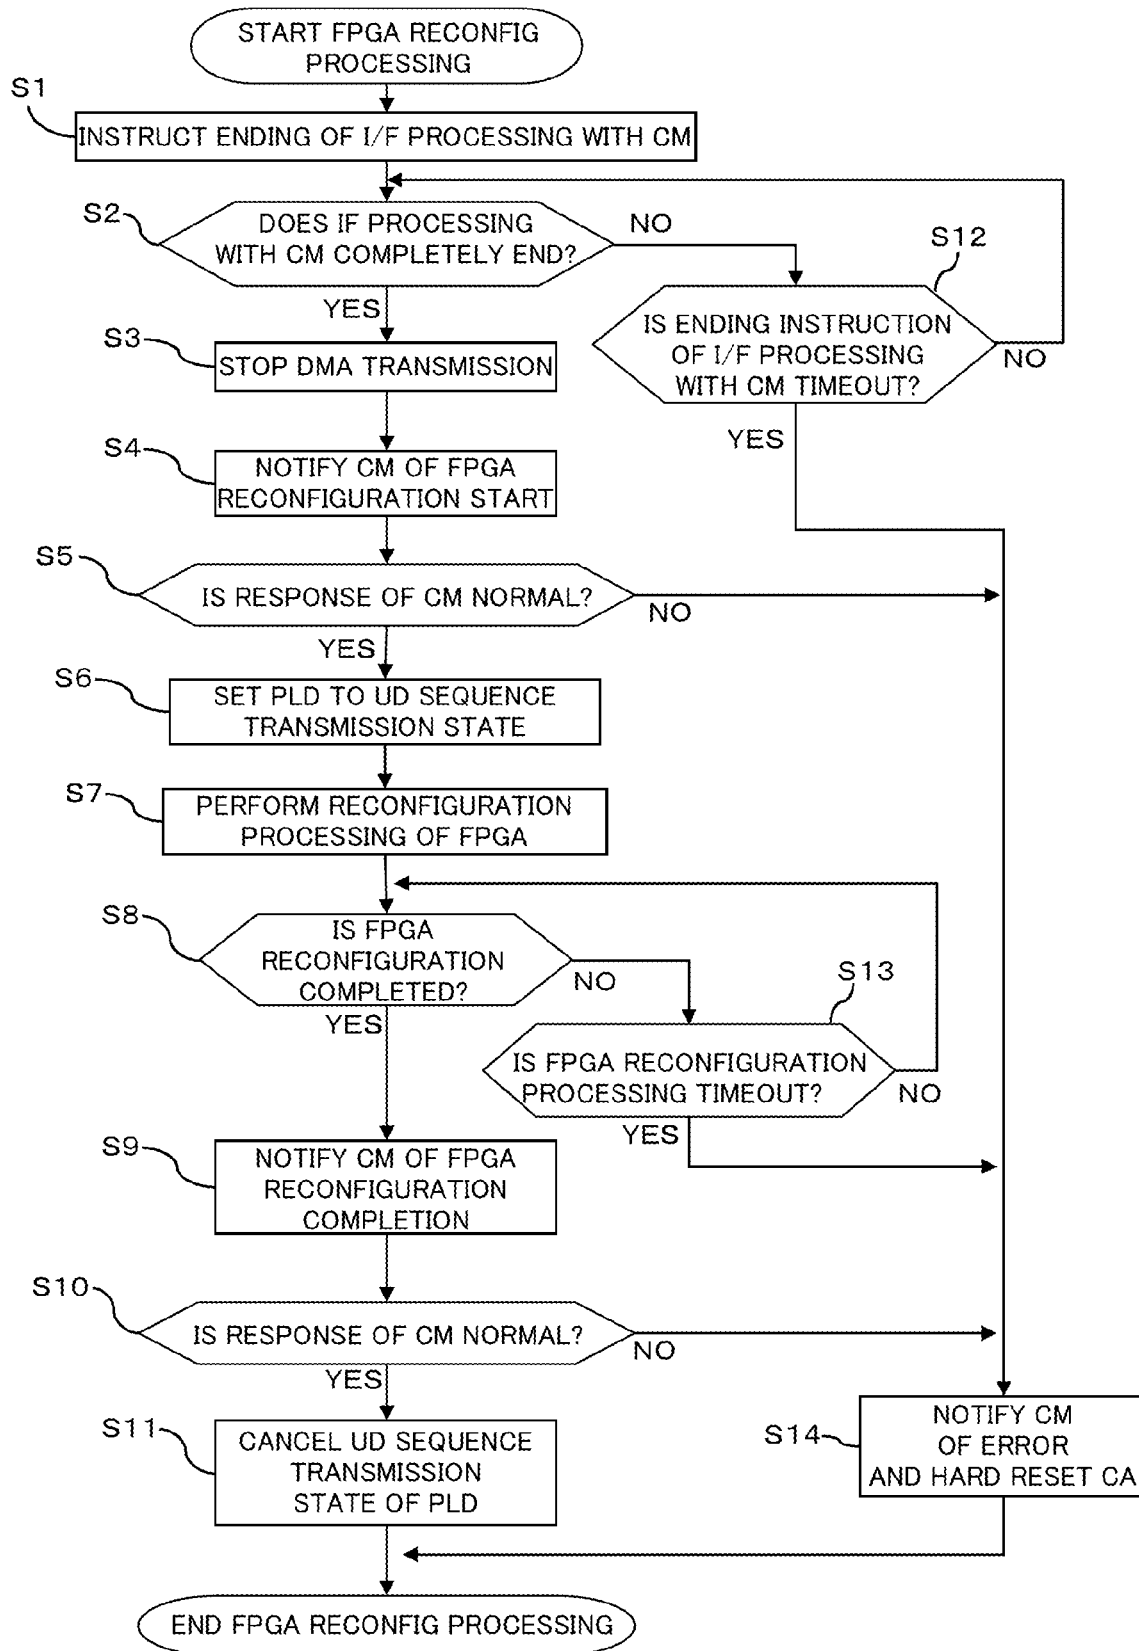 START FPGA RECONFIG
PROCESSING
S1
INSTRUCT ENDING OF I/F PROCESSING WITH CM
S2
DOES IF PROCESSING
WITH CM COMPLETELY END?
NO
YES
S12
IS ENDING INSTRUCTION
OF I/F PROCESSING
WITH CM TIMEOUT?
NO
YES
S3
STOP DMA TRANSMISSION
S4
NOTIFY CM OF FPGA
RECONFIGURATION START
S5
IS RESPONSE OF CM NORMAL?
NO
YES
S6
SET PLD TO UD SEQUENCE
TRANSMISSION STATE
S7
PERFORM RECONFIGURATION
PROCESSING OF FPGA
S8
IS FPGA
RECONFIGURATION
COMPLETED?
NO
YES
S13
IS FPGA RECONFIGURATION
PROCESSING TIMEOUT?
NO
YES
S9
NOTIFY CM OF FPGA
RECONFIGURATION
COMPLETION
S10
IS RESPONSE OF CM NORMAL?
NO
YES
S11
CANCEL UD SEQUENCE
TRANSMISSION
STATE OF PLD
S14
NOTIFY CM
OF ERROR
AND HARD RESET CA
END FPGA RECONFIG PROCESSING